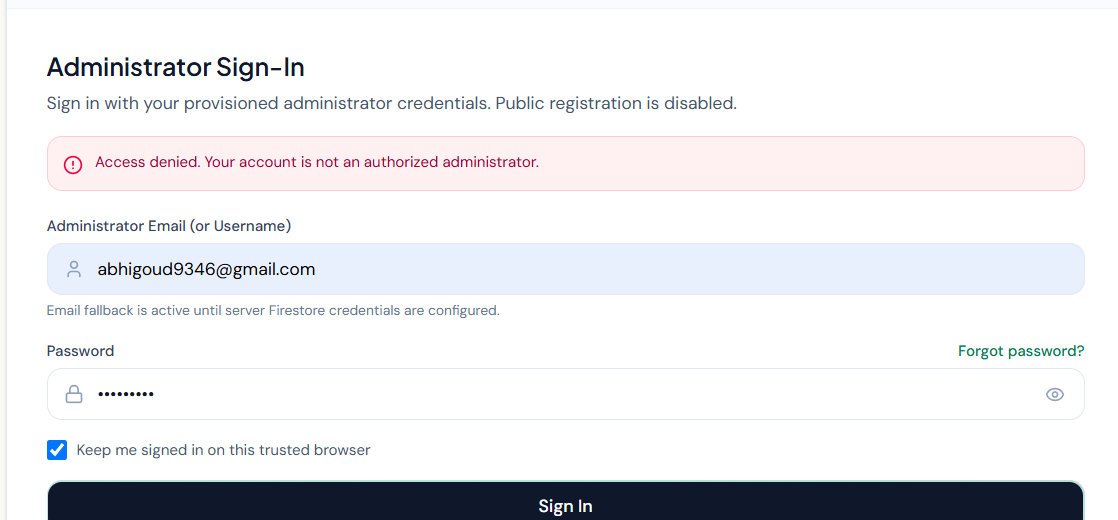 Administrator Sign-In
Sign in with your provisioned administrator credentials. Public registration is disabled.
Access denied. Your account is not an authorized administrator.
Administrator Email (or Username)
abhigoud9346@gmail.com
Email fallback is active until server Firestore credentials are configured.
Password
Forgot password?
•••••••••
Keep me signed in on this trusted browser
Sign In